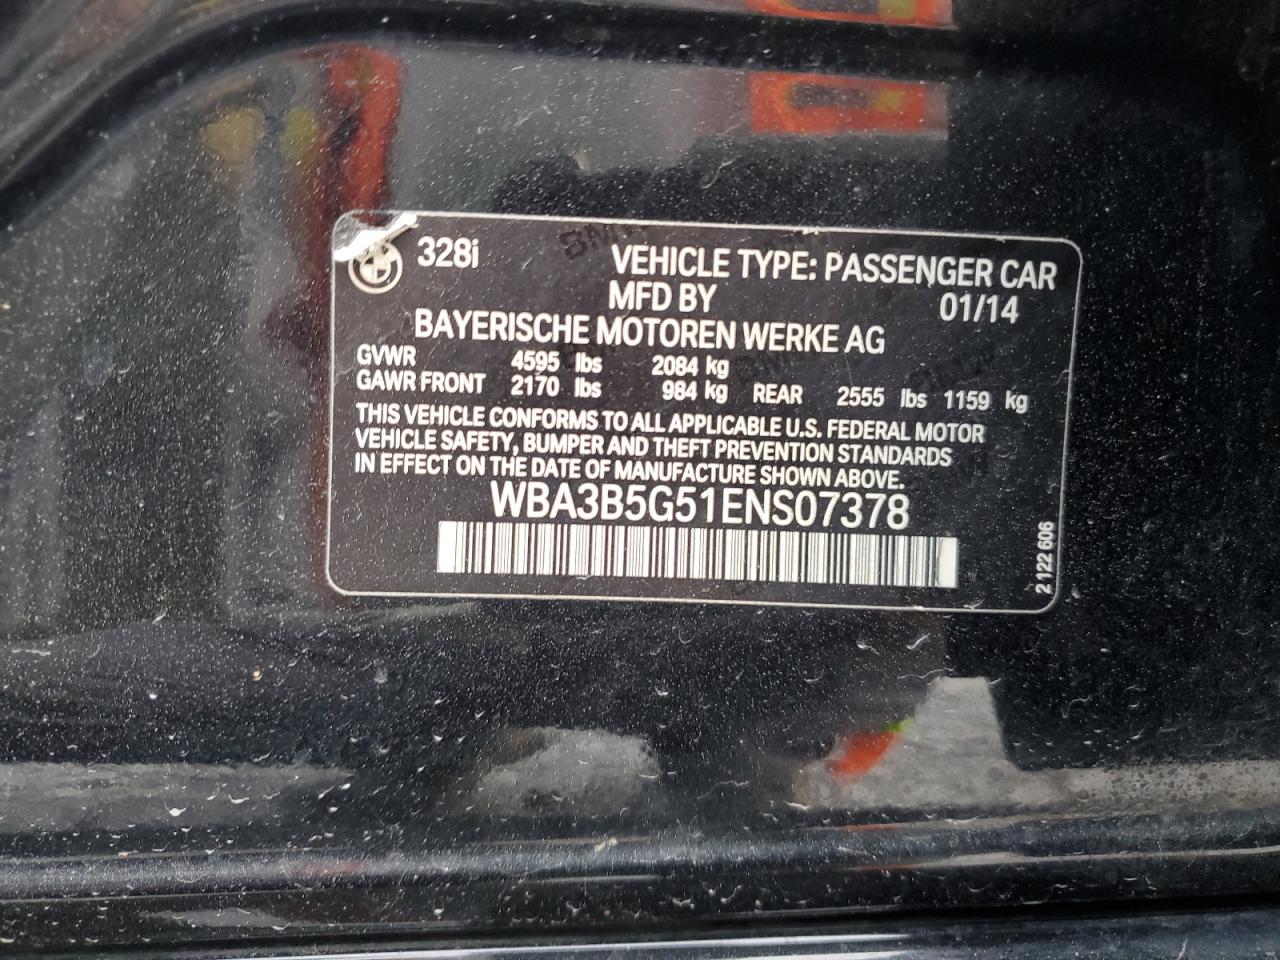 328i VEHICLE TYPE: PASSENGER CAR
MFD BY 01/14
BAYERISCHE MOTOREN WERKE AG
GVWR 4595 lbs 2084 kg
GAWR FRONT 2170 lbs 984 kg REAR 2555 lbs 1159 kg
THIS VEHICLE CONFORMS TO ALL APPLICABLE U.S. FEDERAL MOTOR
VEHICLE SAFETY, BUMPER AND THEFT PREVENTION STANDARDS
IN EFFECT ON THE DATE OF MANUFACTURE SHOWN ABOVE.
WBA3B5G51ENS07378
2 122 606